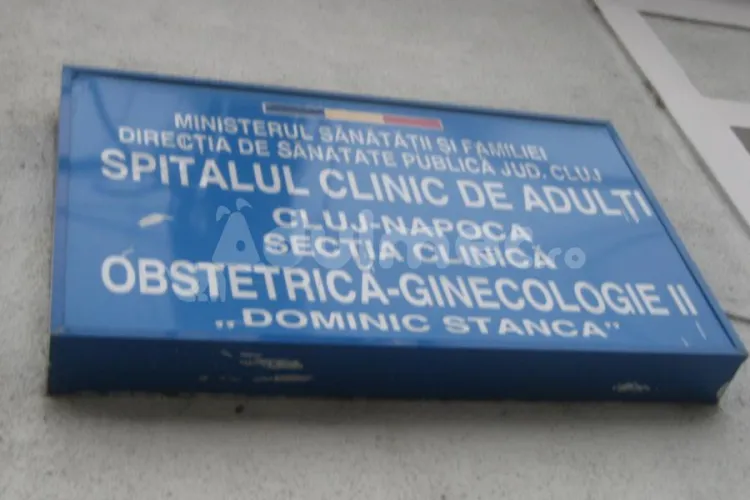 MINISTERUL SĂNĂTĂȚII ȘI FAMILIEI
DIRECȚIA DE SĂNĂTATE PUBLICĂ JUD. CLUJ
SPITALUL CLINIC DE ADULȚI
CLUJ-NAPOCA
SECȚIA CLINICĂ
OBSTETRICĂ-GINECOLOGIE II
„DOMINIC STANCA"